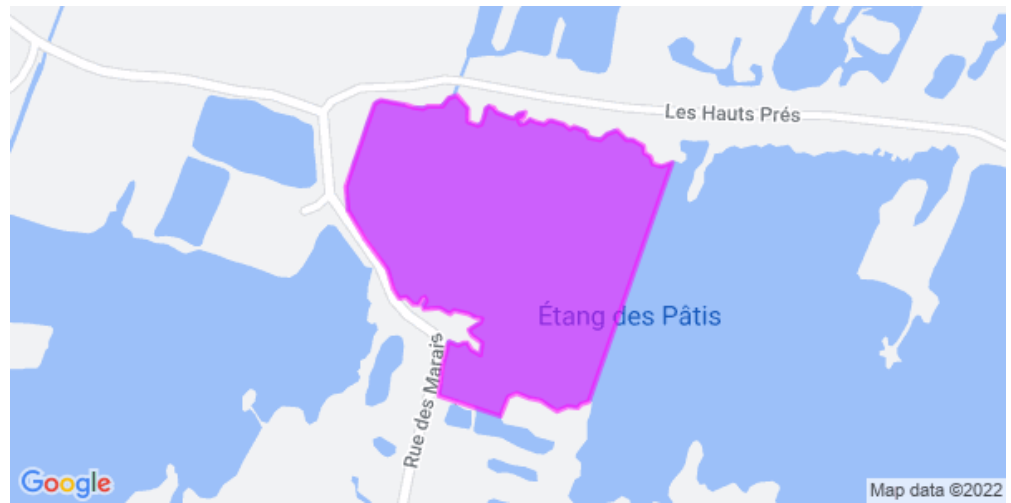 Les Hauts Prés
Étang des Pâtis
Rue des Marais
Google
Map data ©2022